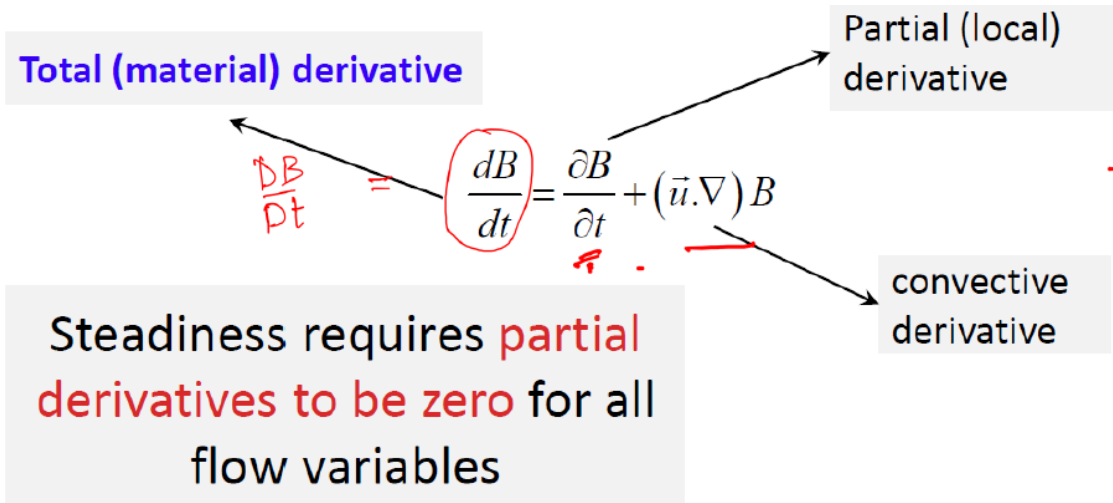 Partial (local)
derivative
Total (material) derivative
DB/Dt = dB/dt = ∂B/∂t + (u⃗.∇) B
convective
derivative
Steadiness requires partial
derivatives to be zero for all
flow variables